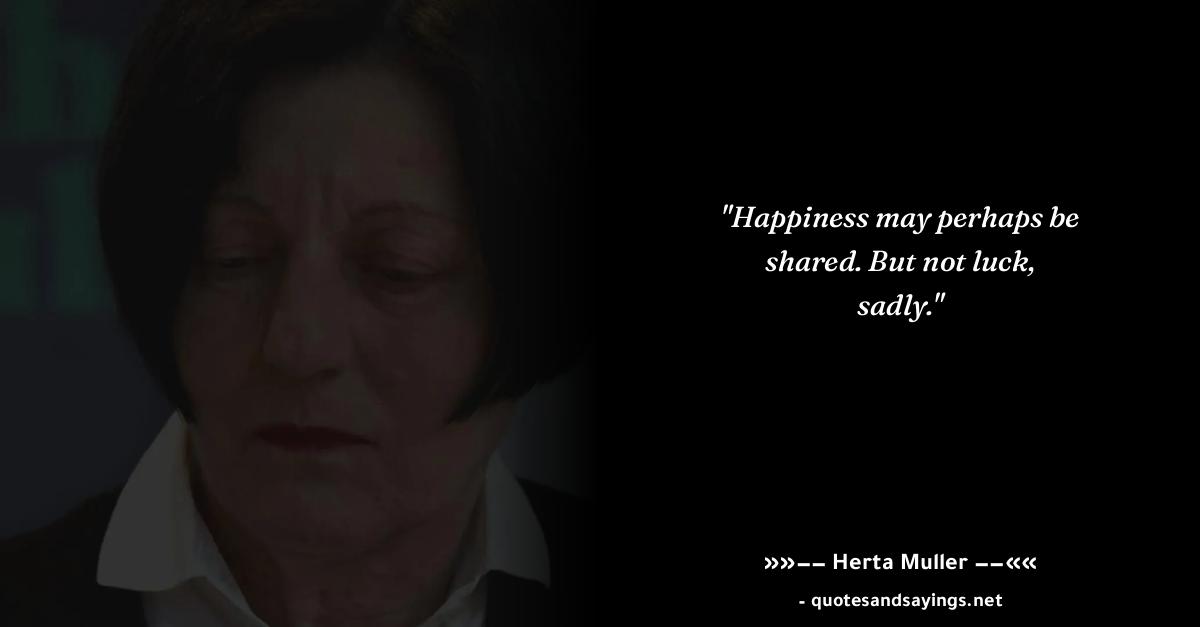 "Happiness may perhaps be
shared. But not luck,
sadly."
»»−− Herta Muller −−««
- quotesandsayings.net